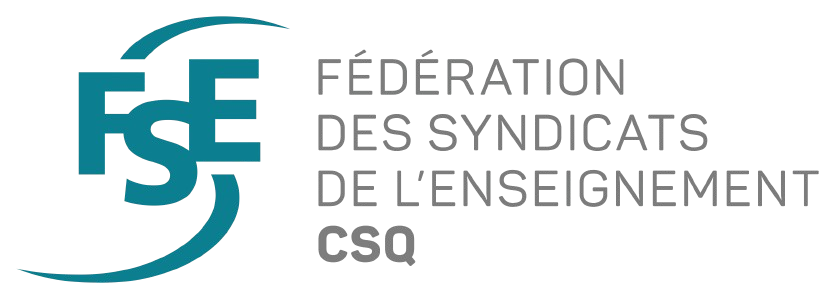 FSE
FÉDÉRATION
DES SYNDICATS
DE L'ENSEIGNEMENT
CSQ